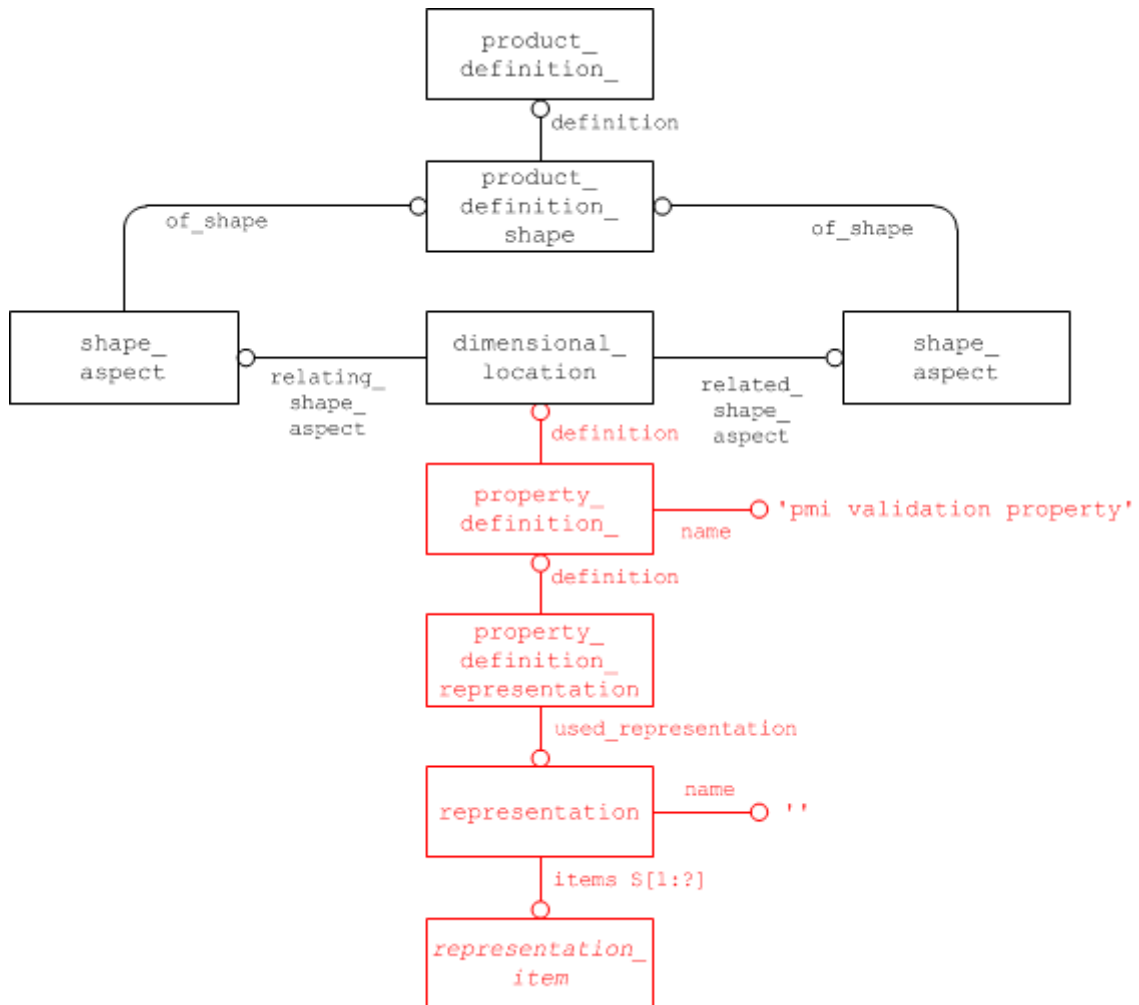 product_
definition_
definition
product_
definition_
shape
of_shape
of_shape
shape_
aspect
dimensional_
location
shape_
aspect
relating_
shape_
aspect
related_
shape_
aspect
definition
property_
definition_
name
'pmi validation property'
definition
property_
definition_
representation
used_representation
representation
name
''
items S[1:?]
representation_
item